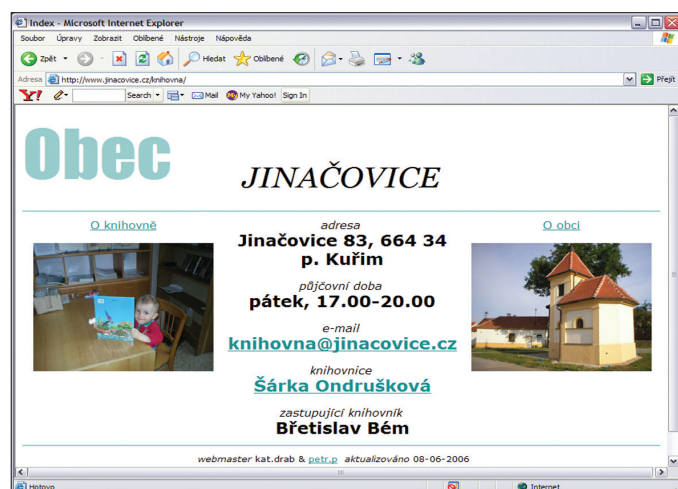 Index - Microsoft Internet Explorer
Soubor Úpravy Zobrazit Oblíbené Nástroje Nápověda
Zpět Hledat Oblíbené
Adresa http://www.jinacovice.cz/knihovna/ Přejít
Y! Search Mail My Yahoo! Sign In
Obec
JINAČOVICE
O knihovně
adresa
Jinačovice 83, 664 34
p. Kuřim
půjčovní doba
pátek, 17.00-20.00
e-mail
knihovna@jinacovice.cz
knihovnice
Šárka Ondrušková
zastupující knihovník
Břetislav Bém
O obci
webmaster kat.drab & petr.p aktualizováno 08-06-2006
Hotovo Internet